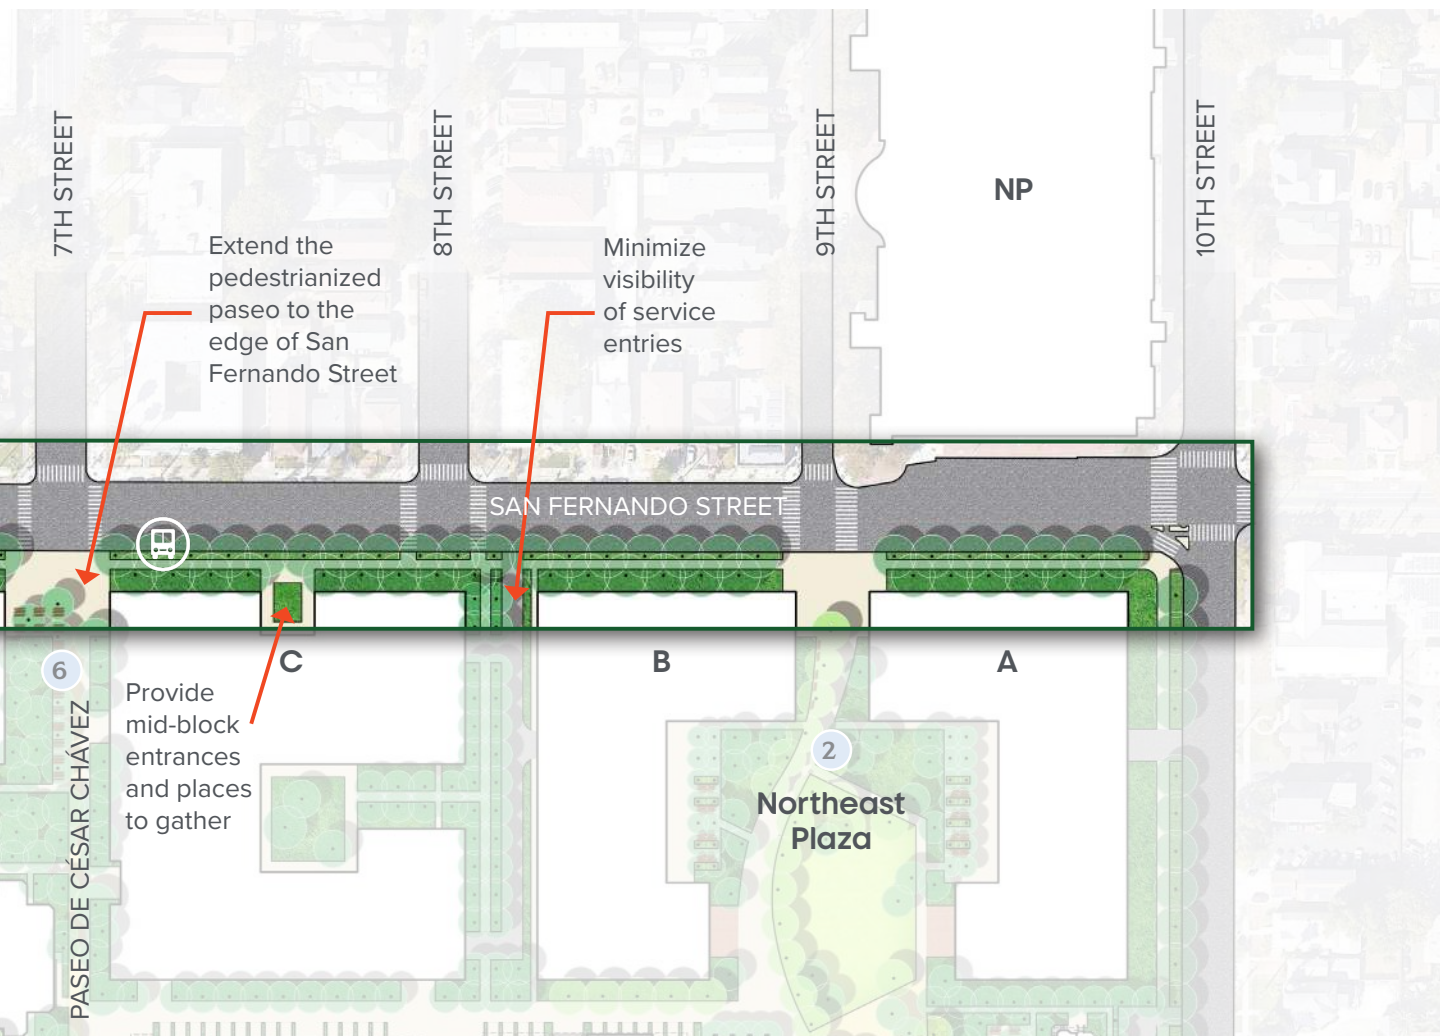 7TH STREET
8TH STREET
9TH STREET
10TH STREET
NP
Extend the
pedestrianized
paseo to the
edge of San
Fernando Street
Minimize
visibility
of service
entries
SAN FERNANDO STREET
6
C
B
A
Provide
mid-block
entrances
and places
to gather
PASEO DE CÉSAR CHÁVEZ
2
Northeast
Plaza